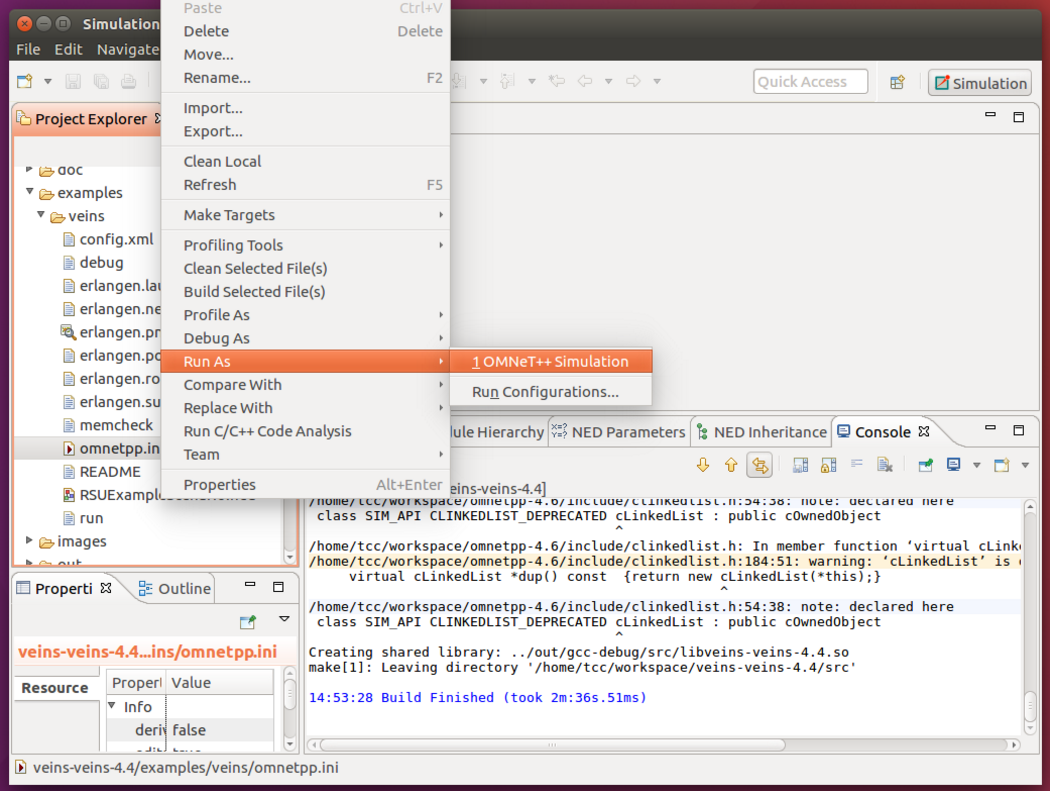 Simulation
File Edit Navigate
Quick Access
Simulation
Project Explorer
doc
examples
veins
config.xml
debug
erlangen.lau
erlangen.ne
erlangen.pn
erlangen.po
erlangen.ro
erlangen.su
memcheck
omnetpp.in
README
run
images
out
Paste Ctrl+V
Delete Delete
Move...
Rename... F2
Import...
Export...
Clean Local
Refresh F5
Make Targets
Profiling Tools
Clean Selected File(s)
Build Selected File(s)
Profile As
Debug As
Run As
Compare With
Replace With
Run C/C++ Code Analysis
Team
Properties Alt+Enter
1 OMNeT++ Simulation
Run Configurations...
ule Hierarchy NED Parameters NED Inheritance Console
eins-veins-4.4]
/home/tcc/workspace/omnetpp-4.6/include/clinkedlist.h:54:38: note: declared here
class SIM_API CLINKEDLIST_DEPRECATED cLinkedList : public cOwnedObject
^
/home/tcc/workspace/omnetpp-4.6/include/clinkedlist.h: In member function ‘virtual cLink
/home/tcc/workspace/omnetpp-4.6/include/clinkedlist.h:184:51: warning: ‘cLinkedList’ is
virtual cLinkedList *dup() const {return new cLinkedList(*this);}
^
/home/tcc/workspace/omnetpp-4.6/include/clinkedlist.h:54:38: note: declared here
class SIM_API CLINKEDLIST_DEPRECATED cLinkedList : public cOwnedObject
^
Creating shared library: ../out/gcc-debug/src/libveins-veins-4.4.so
make[1]: Leaving directory '/home/tcc/workspace/veins-veins-4.4/src'
14:53:28 Build Finished (took 2m:36s.51ms)
Properti Outline
veins-veins-4.4...ins/omnetpp.ini
Resource
Propert Value
Info
deriv false
veins-veins-4.4/examples/veins/omnetpp.ini